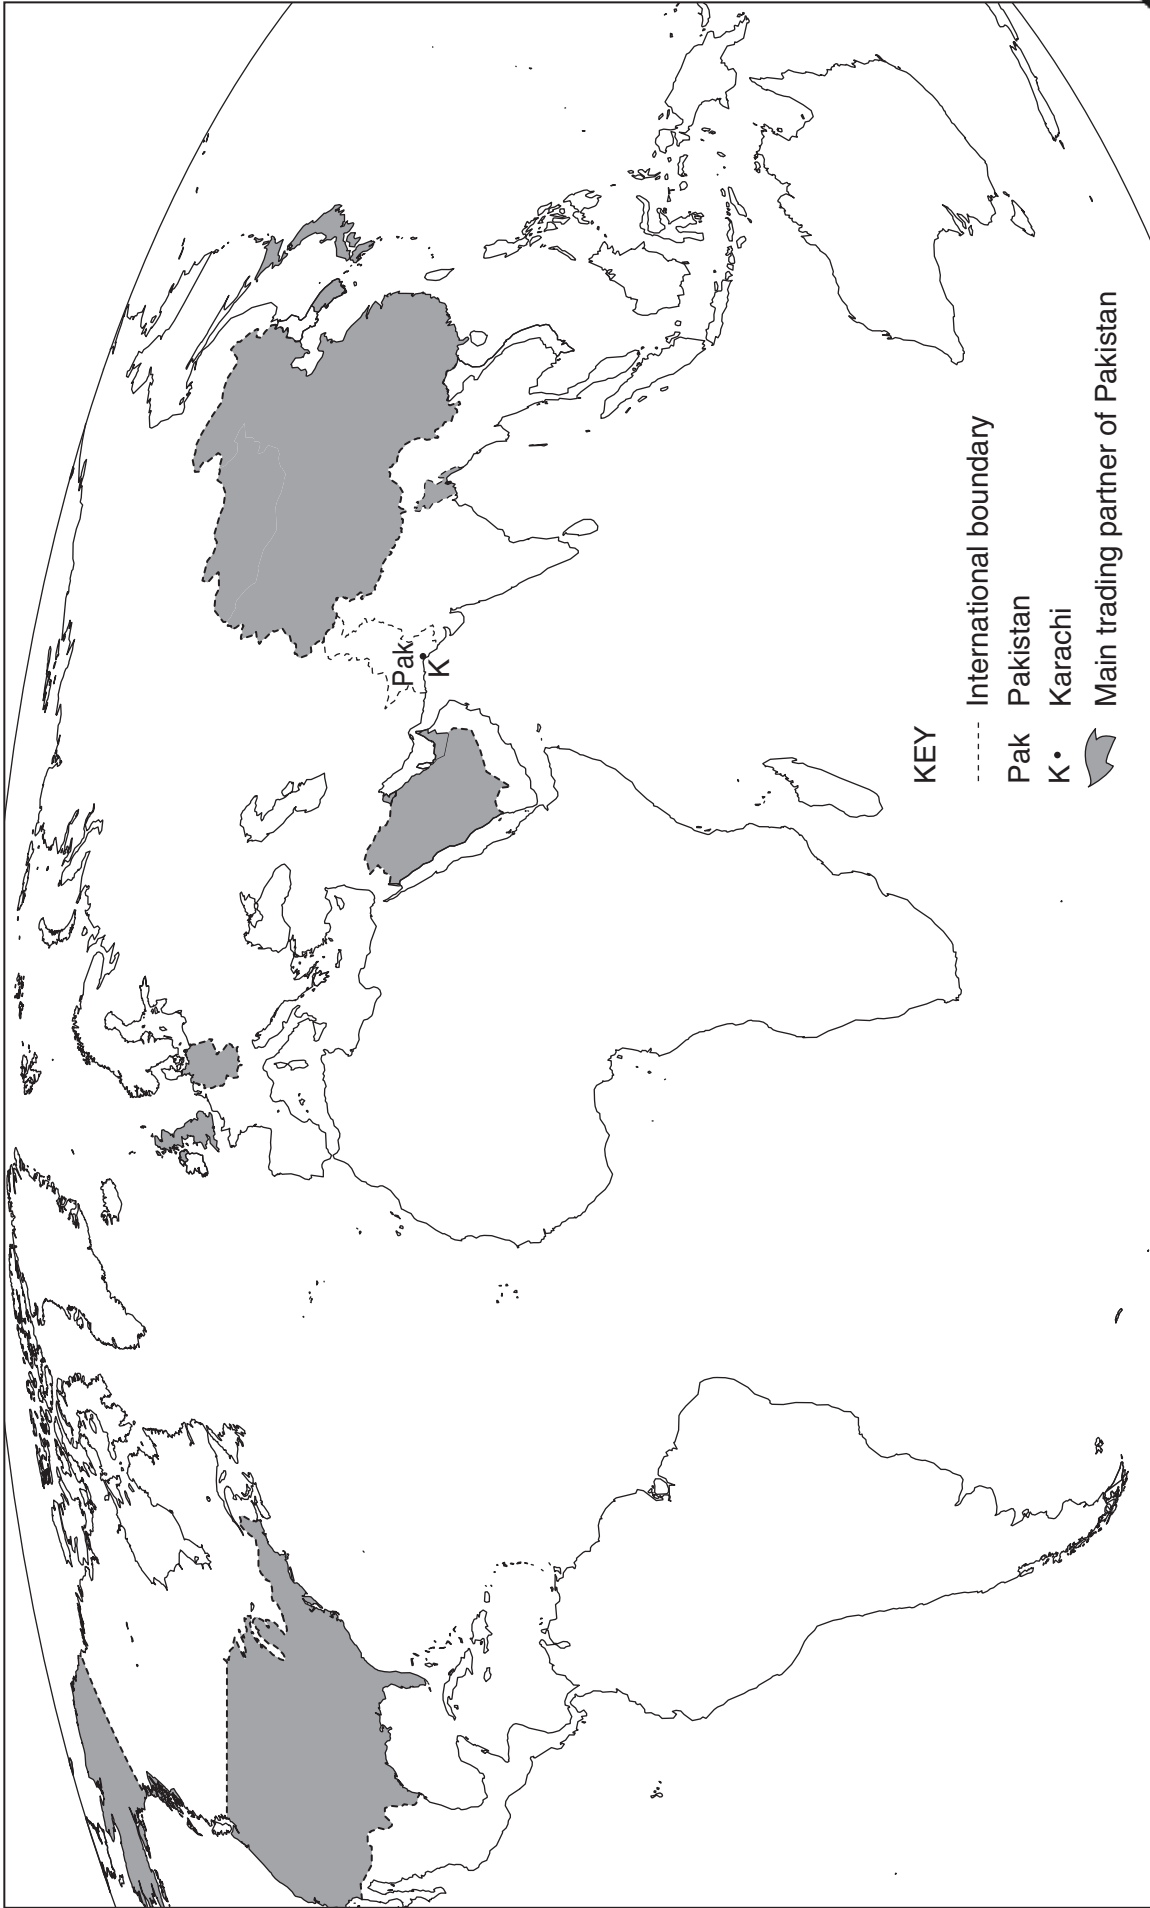 Pak
K
KEY
International boundary
Pak Pakistan
K • Karachi
Main trading partner of Pakistan